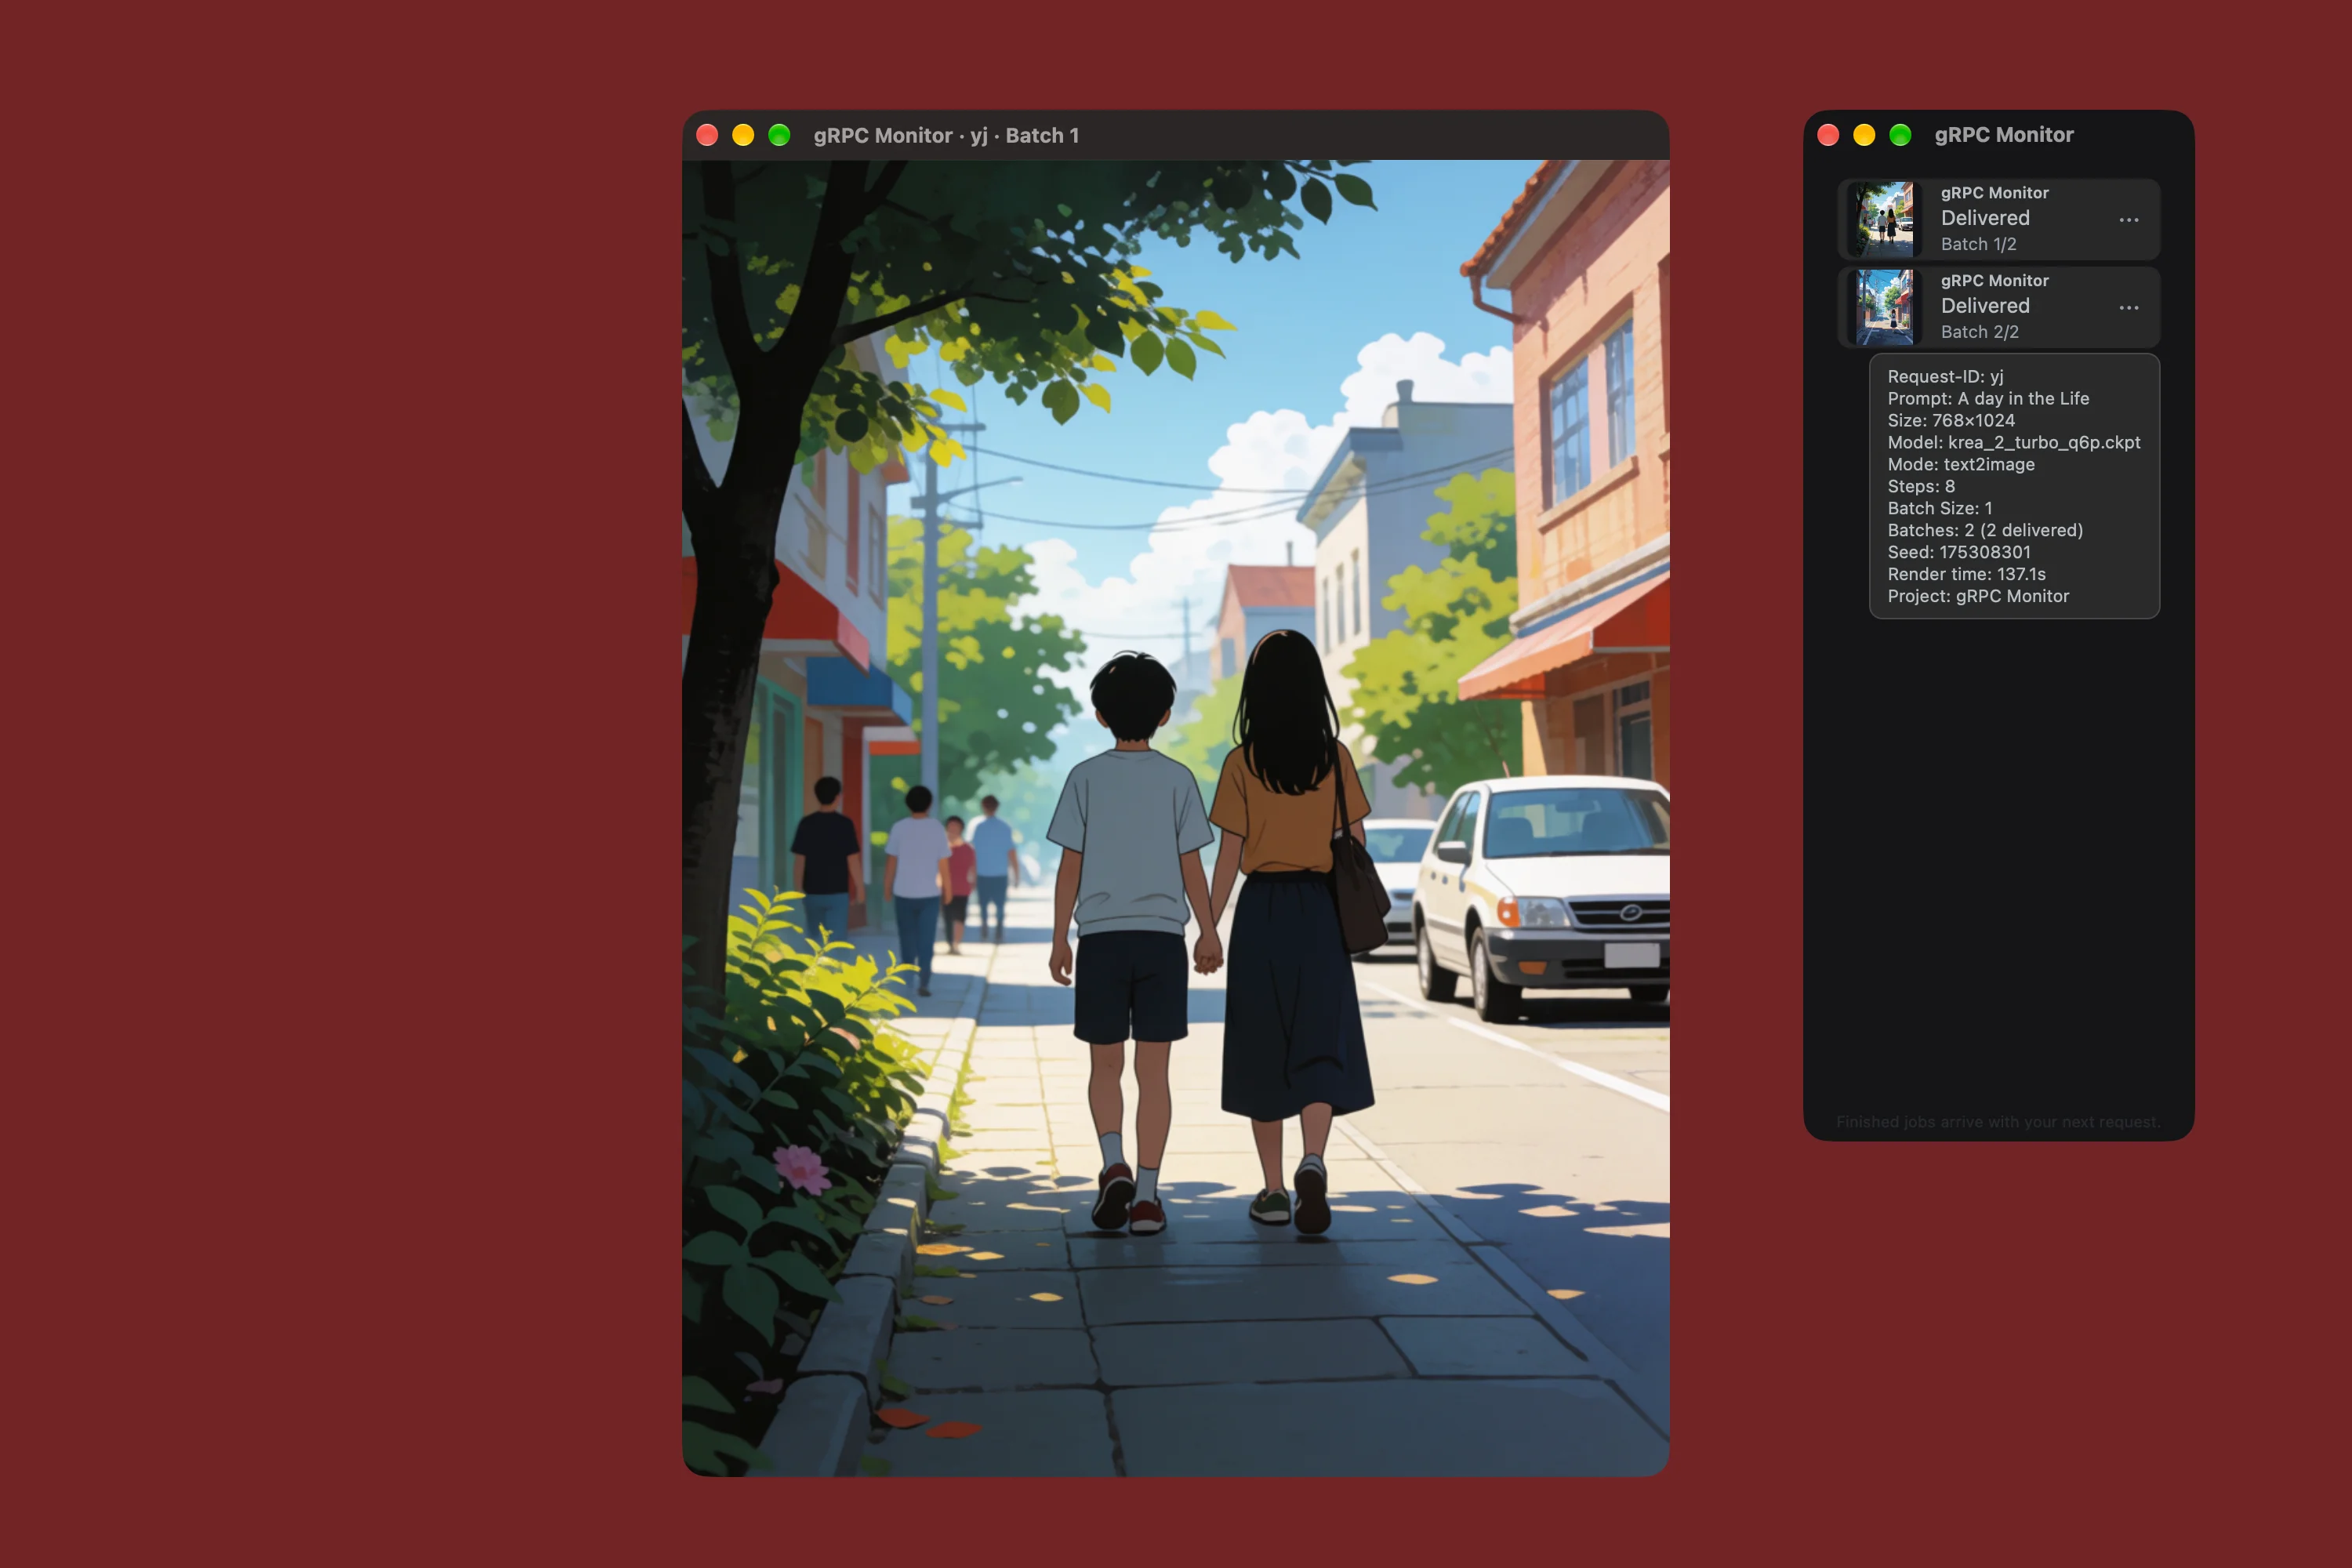 gRPC Monitor · yj · Batch 1
gRPC Monitor
gRPC Monitor
Delivered
Batch 1/2
gRPC Monitor
Delivered
Batch 2/2
Request-ID: yj
Prompt: A day in the Life
Size: 768×1024
Model: krea_2_turbo_q6p.ckpt
Mode: text2image
Steps: 8
Batch Size: 1
Batches: 2 (2 delivered)
Seed: 175308301
Render time: 137.1s
Project: gRPC Monitor
Finished jobs arrive with your next request.